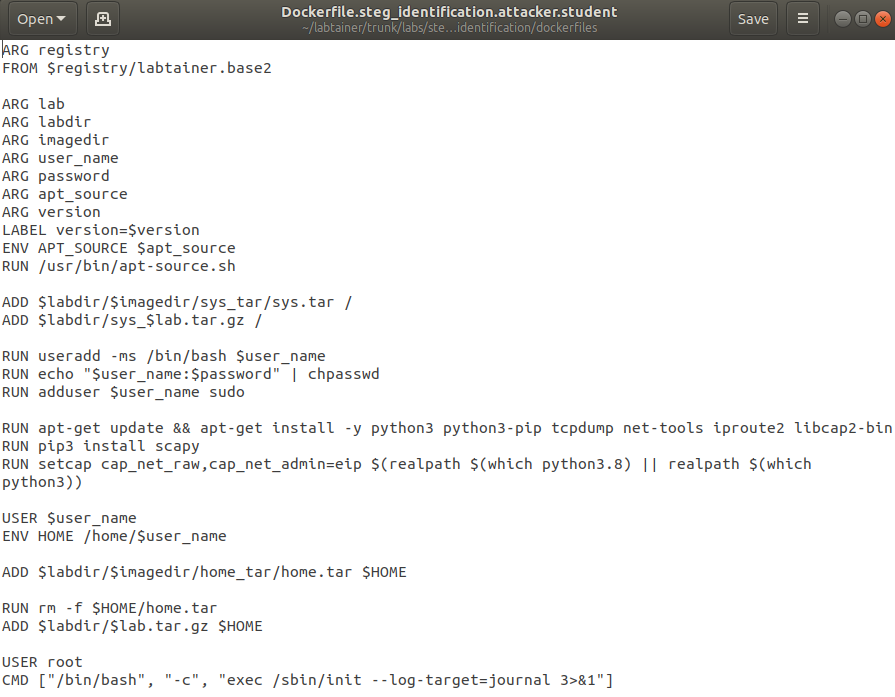 Open
Dockerfile.steg_identification.attacker.student
~/labtainer/trunk/labs/ste…identification/dockerfiles
Save
ARG registry
FROM $registry/labtainer.base2
ARG lab
ARG labdir
ARG imagedir
ARG user_name
ARG password
ARG apt_source
ARG version
LABEL version=$version
ENV APT_SOURCE $apt_source
RUN /usr/bin/apt-source.sh
ADD $labdir/$imagedir/sys_tar/sys.tar /
ADD $labdir/sys_$lab.tar.gz /
RUN useradd -ms /bin/bash $user_name
RUN echo "$user_name:$password" | chpasswd
RUN adduser $user_name sudo
RUN apt-get update && apt-get install -y python3 python3-pip tcpdump net-tools iproute2 libcap2-bin
RUN pip3 install scapy
RUN setcap cap_net_raw,cap_net_admin=eip $(realpath $(which python3.8) || realpath $(which
python3))
USER $user_name
ENV HOME /home/$user_name
ADD $labdir/$imagedir/home_tar/home.tar $HOME
RUN rm -f $HOME/home.tar
ADD $labdir/$lab.tar.gz $HOME
USER root
CMD ["/bin/bash", "-c", "exec /sbin/init --log-target=journal 3>&1"]